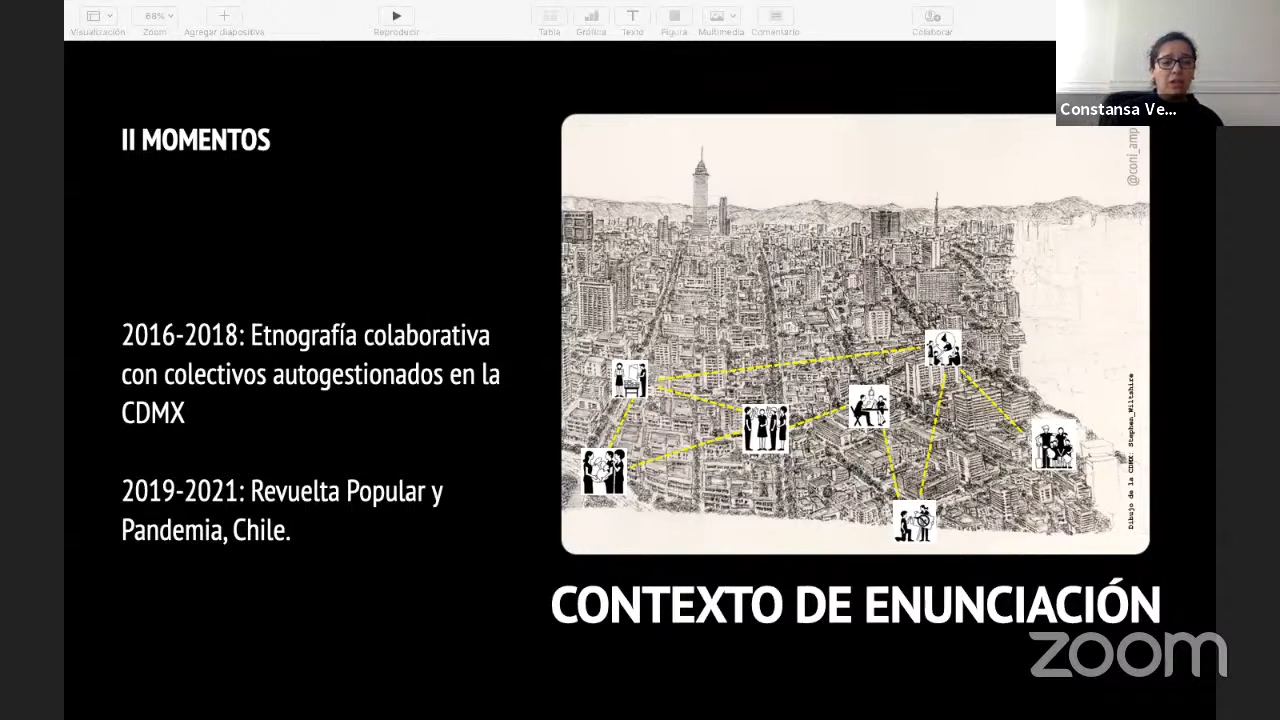 Visualización
68%
Zoom
Agregar diapositiva
Reproducir
Tabla
Gráfica
Texto
Figura
Multimedia
Comentario
Colaborar
Constansa Ve...
II MOMENTOS
2016-2018: Etnografía colaborativa
con colectivos autogestionados en la
CDMX
2019-2021: Revuelta Popular y
Pandemia, Chile.
@coni_amp
Dibujo de la CDMX: Stephen_Wiltshire
CONTEXTO DE ENUNCIACIÓN
zoom